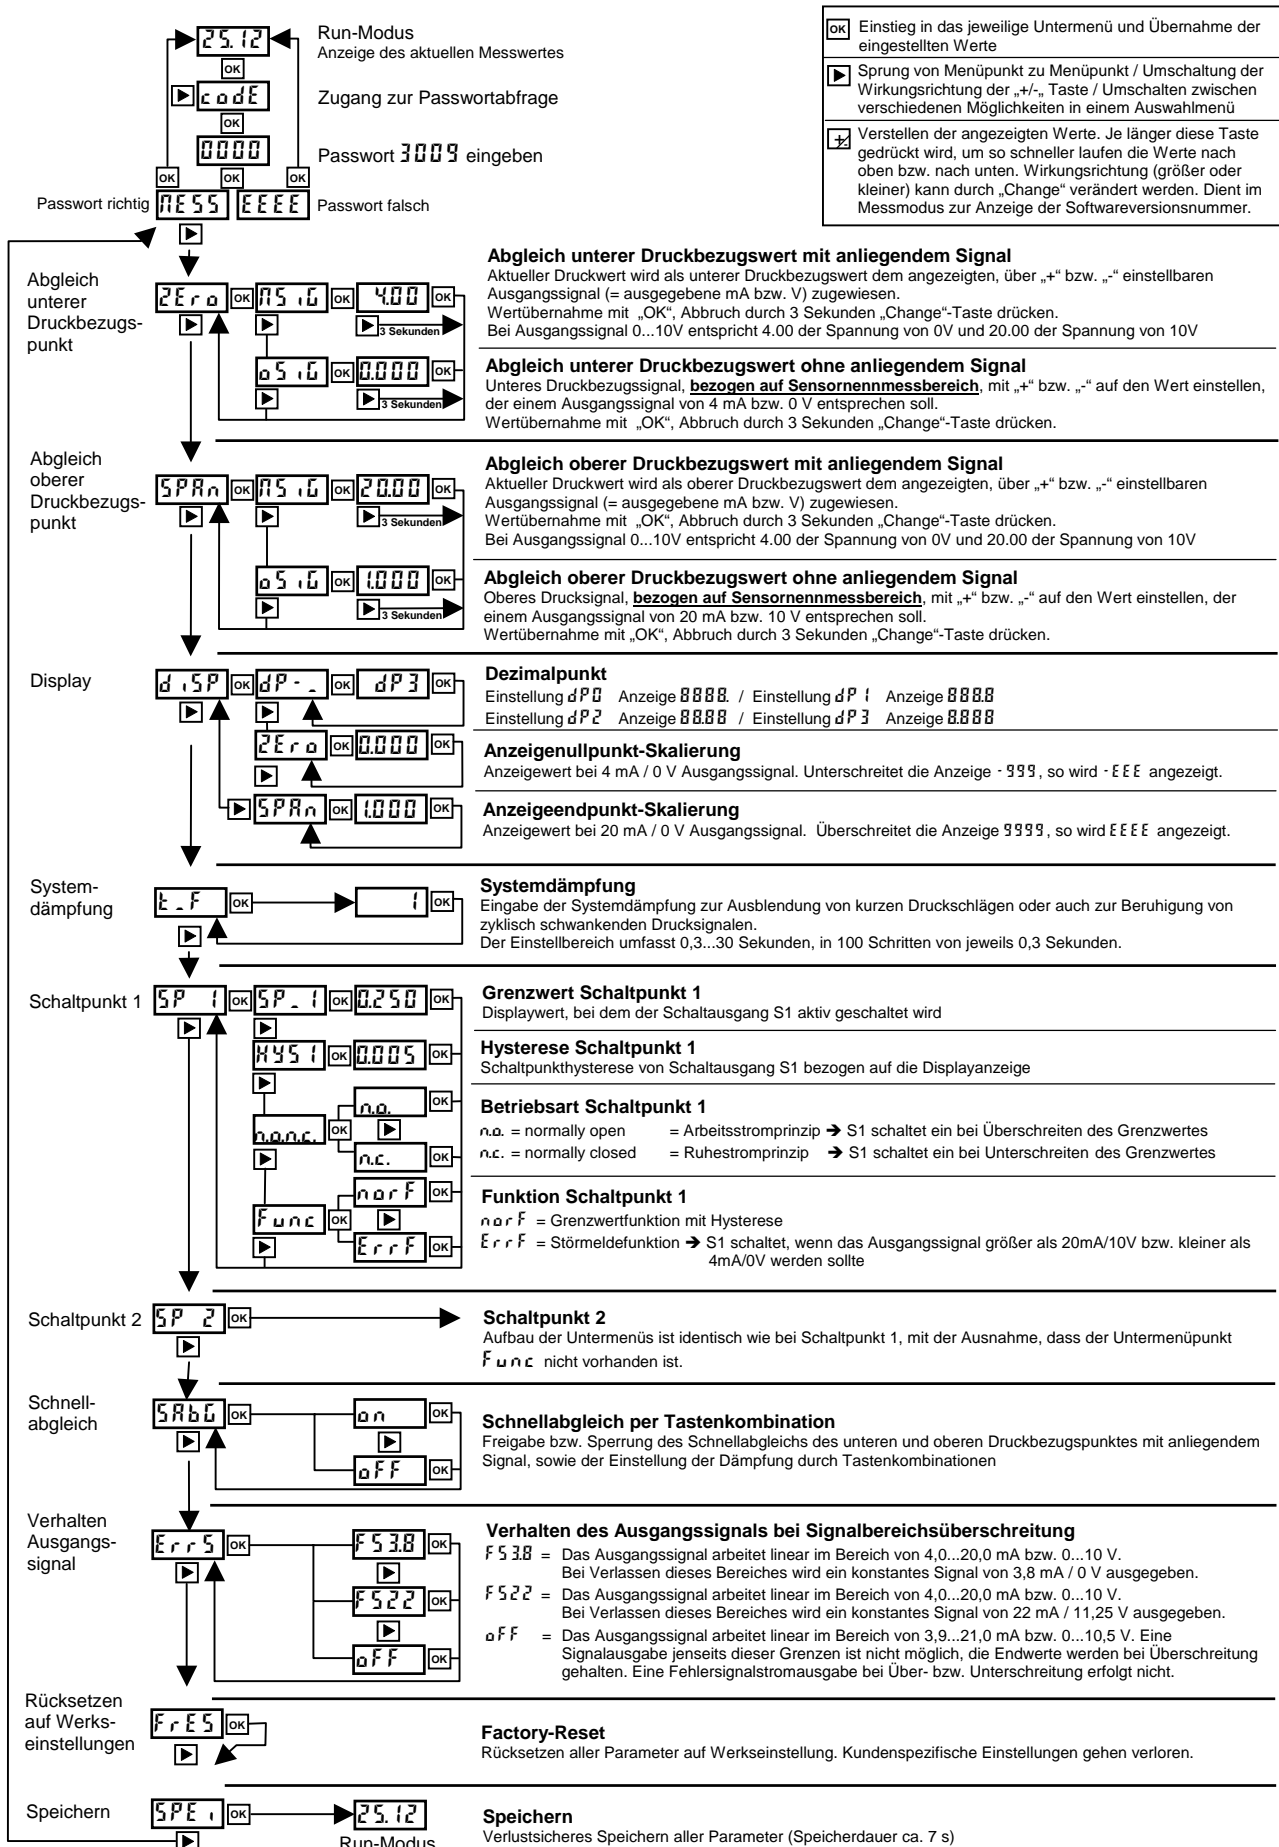 25.12
Run-Modus
Anzeige des aktuellen Messwertes
OK
codE
Zugang zur Passwortabfrage
OK
0000
Passwort 3009 eingeben
OK OK OK
Passwort richtig MESS EEEE Passwort falsch
OK Einstieg in das jeweilige Untermenü und Übernahme der
eingestellten Werte
Sprung von Menüpunkt zu Menüpunkt / Umschaltung der
Wirkungsrichtung der „+/-„ Taste / Umschalten zwischen
verschiedenen Möglichkeiten in einem Auswahlmenü
+/- Verstellen der angezeigten Werte. Je länger diese Taste
gedrückt wird, um so schneller laufen die Werte nach
oben bzw. nach unten. Wirkungsrichtung (größer oder
kleiner) kann durch „Change“ verändert werden. Dient im
Messmodus zur Anzeige der Softwareversionsnummer.
Abgleich
unterer
Druckbezugs-
punkt
ZEro OK MSiG OK 4.00 OK
3 Sekunden
oSiG OK 0.000 OK
3 Sekunden
Abgleich unterer Druckbezugswert mit anliegendem Signal
Aktueller Druckwert wird als unterer Druckbezugswert dem angezeigten, über „+“ bzw. „-“ einstellbaren
Ausgangssignal (= ausgegebene mA bzw. V) zugewiesen.
Wertübernahme mit „OK“, Abbruch durch 3 Sekunden „Change“-Taste drücken.
Bei Ausgangssignal 0...10V entspricht 4.00 der Spannung von 0V und 20.00 der Spannung von 10V
Abgleich unterer Druckbezugswert ohne anliegendem Signal
Unteres Druckbezugssignal, bezogen auf Sensornennmessbereich, mit „+“ bzw. „-“ auf den Wert einstellen,
der einem Ausgangssignal von 4 mA bzw. 0 V entsprechen soll.
Wertübernahme mit „OK“, Abbruch durch 3 Sekunden „Change“-Taste drücken.
Abgleich
oberer
Druckbezugs-
punkt
SPAn OK MSiG OK 20.00 OK
3 Sekunden
oSiG OK 1.000 OK
3 Sekunden
Abgleich oberer Druckbezugswert mit anliegendem Signal
Aktueller Druckwert wird als oberer Druckbezugswert dem angezeigten, über „+“ bzw. „-“ einstellbaren
Ausgangssignal (= ausgegebene mA bzw. V) zugewiesen.
Wertübernahme mit „OK“, Abbruch durch 3 Sekunden „Change“-Taste drücken.
Bei Ausgangssignal 0...10V entspricht 4.00 der Spannung von 0V und 20.00 der Spannung von 10V
Abgleich oberer Druckbezugswert ohne anliegendem Signal
Oberes Drucksignal, bezogen auf Sensornennmessbereich, mit „+“ bzw. „-“ auf den Wert einstellen, der
einem Ausgangssignal von 20 mA bzw. 10 V entsprechen soll.
Wertübernahme mit „OK“, Abbruch durch 3 Sekunden „Change“-Taste drücken.
Display
diSP OK dP-_ OK dP3 OK
ZEro OK 0.000 OK
SPAn OK 1.000 OK
Dezimalpunkt
Einstellung dP0 Anzeige 8888. / Einstellung dP1 Anzeige 888.8
Einstellung dP2 Anzeige 88.88 / Einstellung dP3 Anzeige 8.888
Anzeigenullpunkt-Skalierung
Anzeigewert bei 4 mA / 0 V Ausgangssignal. Unterschreitet die Anzeige -999, so wird -EEE angezeigt.
Anzeigeendpunkt-Skalierung
Anzeigewert bei 20 mA / 0 V Ausgangssignal. Überschreitet die Anzeige 9999, so wird EEEE angezeigt.
System-
dämpfung
t_F OK 1 OK
Systemdämpfung
Eingabe der Systemdämpfung zur Ausblendung von kurzen Druckschlägen oder auch zur Beruhigung von
zyklisch schwankenden Drucksignalen.
Der Einstellbereich umfasst 0,3...30 Sekunden, in 100 Schritten von jeweils 0,3 Sekunden.
Schaltpunkt 1
SP 1 OK SP_1 OK 0.250 OK
HYS1 OK 0.005 OK
n.o.n.c. OK n.o. OK
n.c. OK
Func OK norF OK
ErrF OK
Grenzwert Schaltpunkt 1
Displaywert, bei dem der Schaltausgang S1 aktiv geschaltet wird
Hysterese Schaltpunkt 1
Schaltpunkthysterese von Schaltausgang S1 bezogen auf die Displayanzeige
Betriebsart Schaltpunkt 1
n.o. = normally open = Arbeitsstromprinzip ➔ S1 schaltet ein bei Überschreiten des Grenzwertes
n.c. = normally closed = Ruhestromprinzip ➔ S1 schaltet ein bei Unterschreiten des Grenzwertes
Funktion Schaltpunkt 1
norF = Grenzwertfunktion mit Hysterese
ErrF = Störmeldefunktion ➔ S1 schaltet, wenn das Ausgangssignal größer als 20mA/10V bzw. kleiner als
4mA/0V werden sollte
Schaltpunkt 2
SP 2 OK
Schaltpunkt 2
Aufbau der Untermenüs ist identisch wie bei Schaltpunkt 1, mit der Ausnahme, dass der Untermenüpunkt
Func nicht vorhanden ist.
Schnell-
abgleich
SAbG OK on OK
oFF OK
Schnellabgleich per Tastenkombination
Freigabe bzw. Sperrung des Schnellabgleichs des unteren und oberen Druckbezugspunktes mit anliegendem
Signal, sowie der Einstellung der Dämpfung durch Tastenkombinationen
Verhalten
Ausgangs-
signal
ErrS OK FS3.8 OK
FS22 OK
oFF OK
Verhalten des Ausgangssignals bei Signalbereichsüberschreitung
FS3.8 = Das Ausgangssignal arbeitet linear im Bereich von 4,0...20,0 mA bzw. 0...10 V.
Bei Verlassen dieses Bereiches wird ein konstantes Signal von 3,8 mA / 0 V ausgegeben.
FS22 = Das Ausgangssignal arbeitet linear im Bereich von 4,0...20,0 mA bzw. 0...10 V.
Bei Verlassen dieses Bereiches wird ein konstantes Signal von 22 mA / 11,25 V ausgegeben.
oFF = Das Ausgangssignal arbeitet linear im Bereich von 3,9...21,0 mA bzw. 0...10,5 V. Eine
Signalausgabe jenseits dieser Grenzen ist nicht möglich, die Endwerte werden bei Überschreitung
gehalten. Eine Fehlersignalstromausgabe bei Über- bzw. Unterschreitung erfolgt nicht.
Rücksetzen
auf Werks-
einstellungen
FrES OK
Factory-Reset
Rücksetzen aller Parameter auf Werkseinstellung. Kundenspezifische Einstellungen gehen verloren.
Speichern
SPEi OK 25.12
Run-Modus
Speichern
Verlustsicheres Speichern aller Parameter (Speicherdauer ca. 7 s)